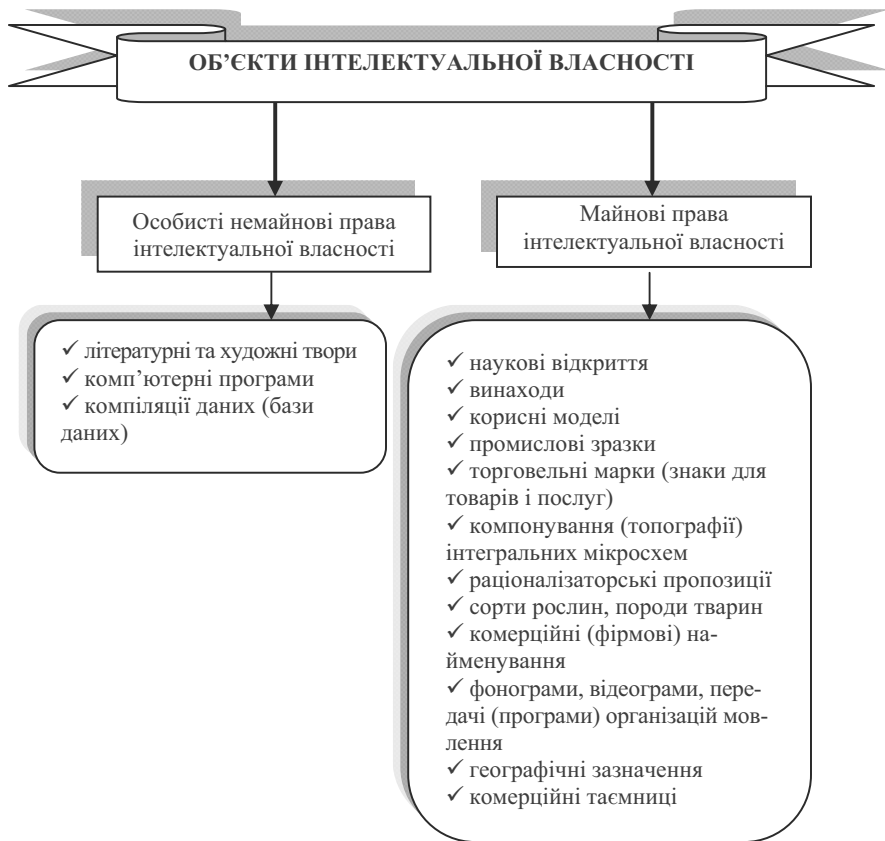 ОБ’ЄКТИ ІНТЕЛЕКТУАЛЬНОЇ ВЛАСНОСТІ
Особисті немайнові права
інтелектуальної власності
✓ літературні та художні твори
✓ комп’ютерні програми
✓ компіляції даних (бази
даних)
Майнові права
інтелектуальної власності
✓ наукові відкриття
✓ винаходи
✓ корисні моделі
✓ промислові зразки
✓ торговельні марки (знаки для
товарів і послуг)
✓ компонування (топографії)
інтегральних мікросхем
✓ раціоналізаторські пропозиції
✓ сорти рослин, породи тварин
✓ комерційні (фірмові) на-
йменування
✓ фонограми, відеограми, пере-
дачі (програми) організацій мов-
лення
✓ географічні зазначення
✓ комерційні таємниці